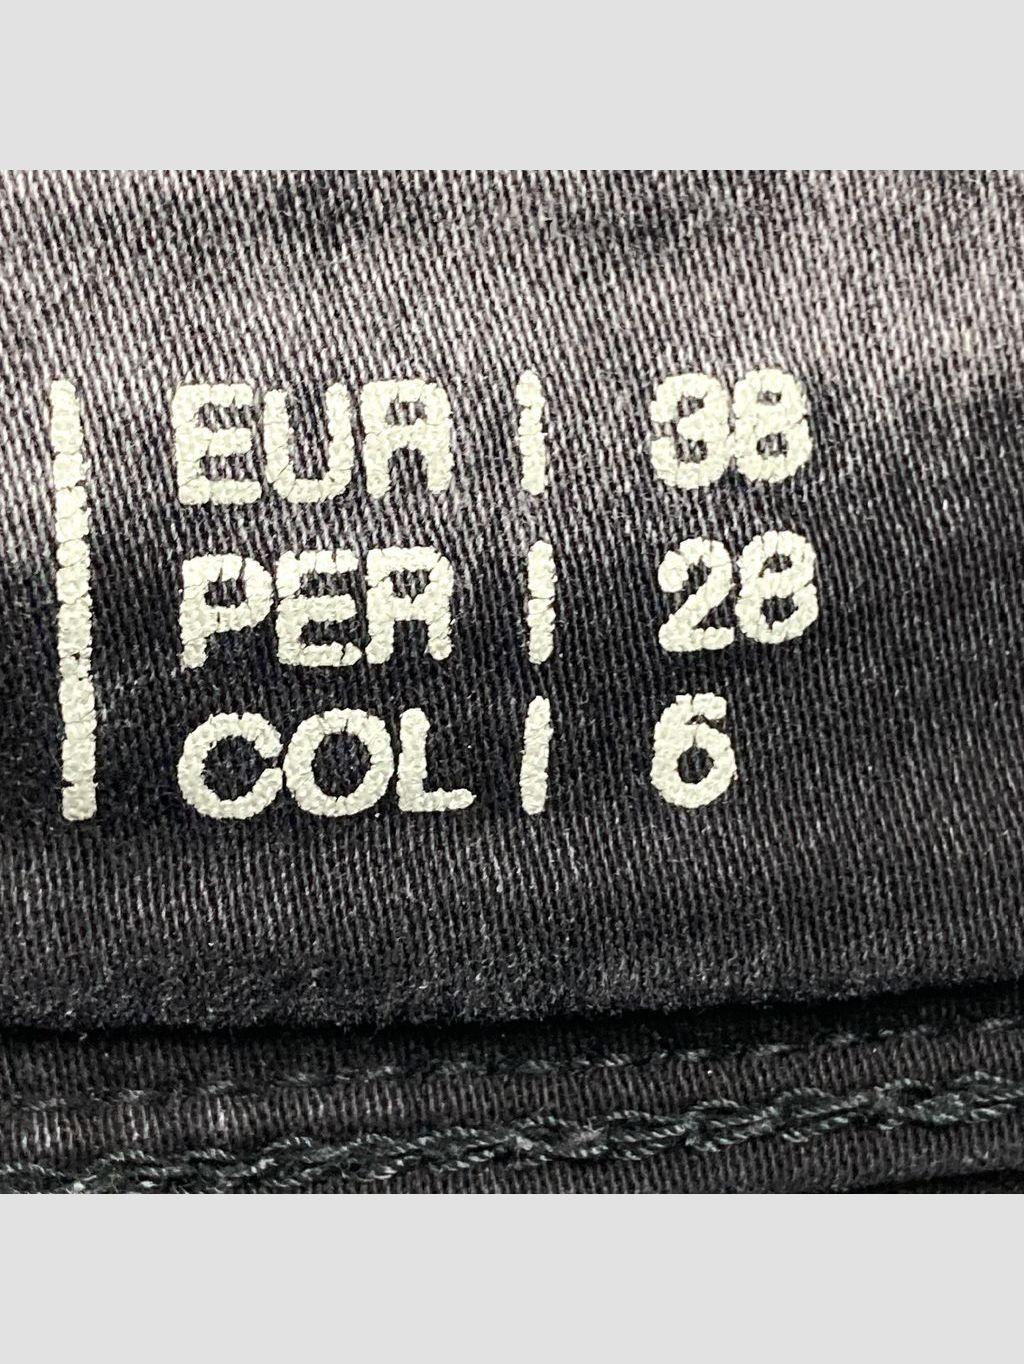 EUR | 38
PER | 28
COL | 6